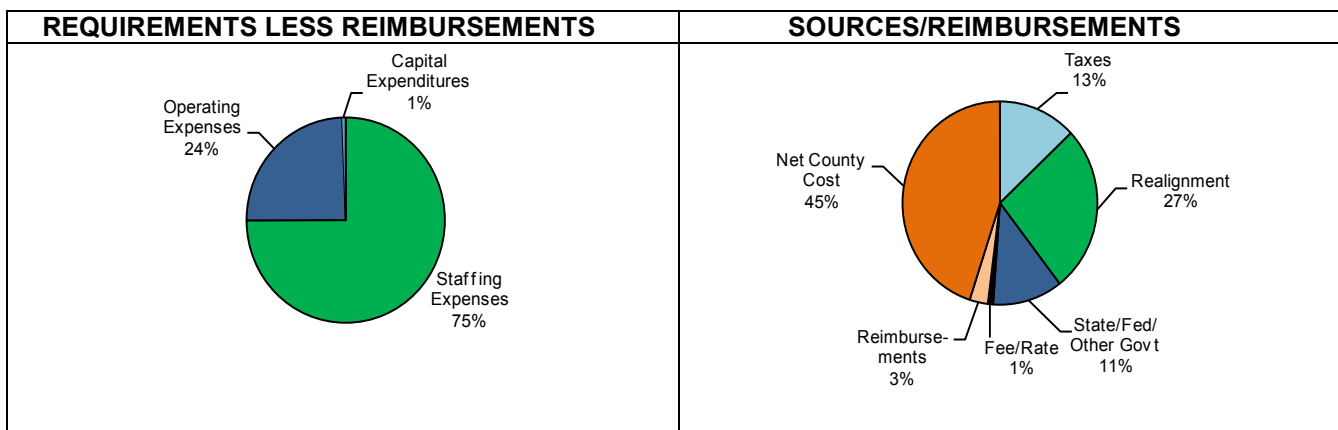 REQUIREMENTS LESS REIMBURSEMENTS
Capital
Expenditures
1%
Operating
Expenses
24%
Staffing
Expenses
75%
SOURCES/REIMBURSEMENTS
Taxes
13%
Net County
Cost
45%
Realignment
27%
Reimburse-
ments
3%
Fee/Rate
1%
State/Fed/
Other Gov't
11%